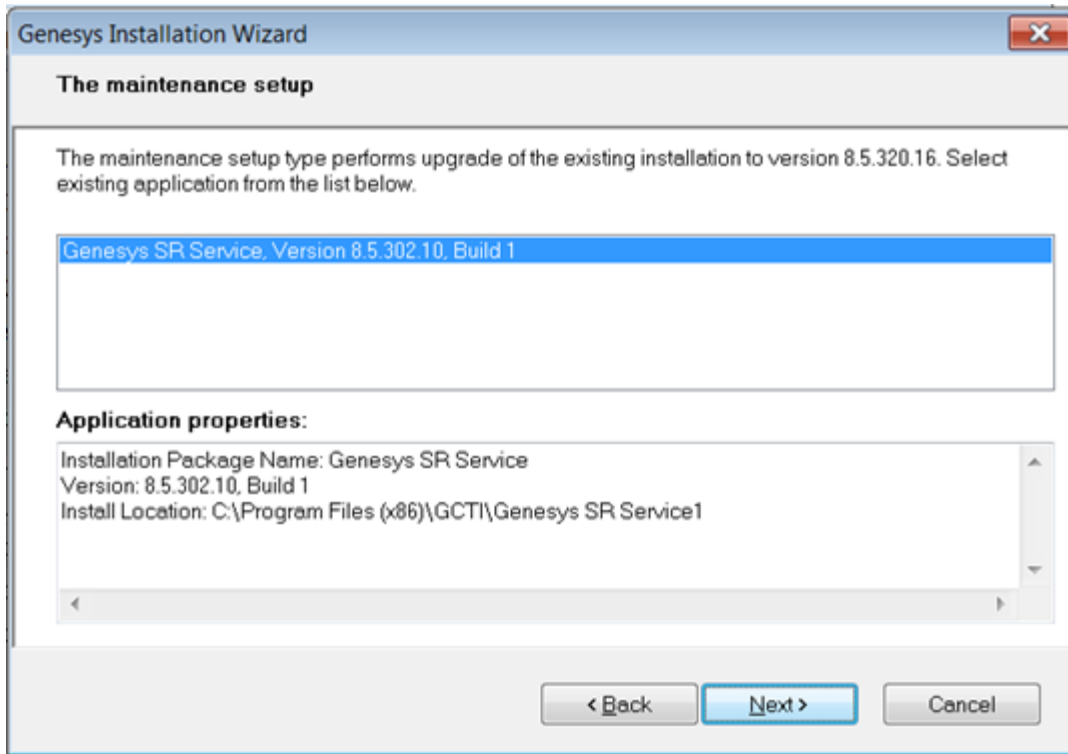 Genesys Installation Wizard
The maintenance setup
The maintenance setup type performs upgrade of the existing installation to version 8.5.320.16. Select
existing application from the list below.
Genesys SR Service, Version 8.5.302.10, Build 1
Application properties:
Installation Package Name: Genesys SR Service
Version: 8.5.302.10, Build 1
Install Location: C:\Program Files (x86)\GCTI\Genesys SR Service1
< Back Next > Cancel